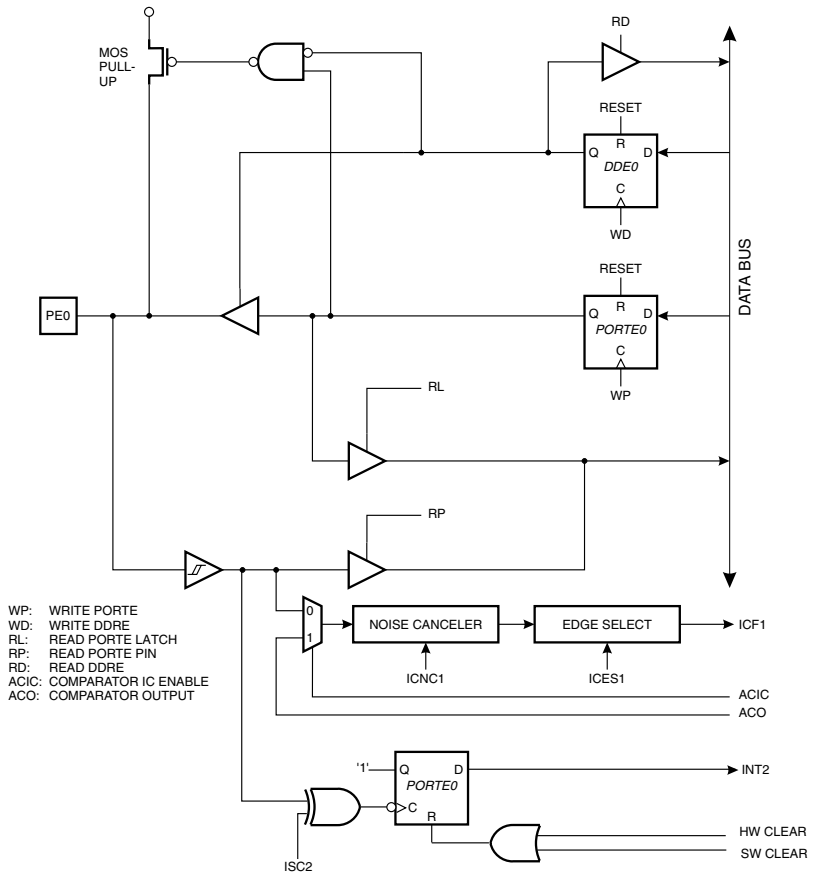 RD
MOS
PULL-
UP
RESET
R
Q
D
DDE0
C
WD
DATA BUS
RESET
PE0
R
Q
D
PORTE0
C
WP
RL
RP
WP: WRITE PORTE
WD: WRITE DDRE
RL: READ PORTE LATCH
RP: READ PORTE PIN
RD: READ DDRE
ACIC: COMPARATOR IC ENABLE
ACO: COMPARATOR OUTPUT
0
1
NOISE CANCELER
EDGE SELECT
ICF1
ICNC1
ICES1
ACIC
ACO
'1'
Q
D
INT2
PORTE0
C
R
HW CLEAR
SW CLEAR
ISC2